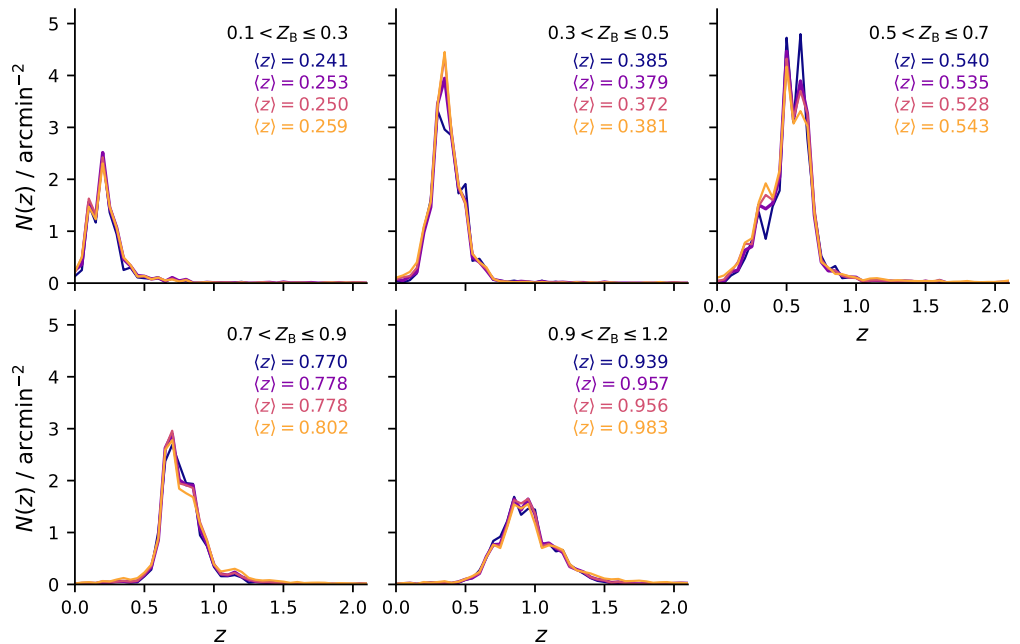 0.1 < Z_B ≤ 0.3
⟨z⟩ = 0.241
⟨z⟩ = 0.253
⟨z⟩ = 0.250
⟨z⟩ = 0.259
5
4
3
2
1
0
N(z) / arcmin⁻²
0.3 < Z_B ≤ 0.5
⟨z⟩ = 0.385
⟨z⟩ = 0.379
⟨z⟩ = 0.372
⟨z⟩ = 0.381
0.5 < Z_B ≤ 0.7
⟨z⟩ = 0.540
⟨z⟩ = 0.535
⟨z⟩ = 0.528
⟨z⟩ = 0.543
0.0 0.5 1.0 1.5 2.0
z
0.7 < Z_B ≤ 0.9
⟨z⟩ = 0.770
⟨z⟩ = 0.778
⟨z⟩ = 0.778
⟨z⟩ = 0.802
5
4
3
2
1
0
N(z) / arcmin⁻²
0.0 0.5 1.0 1.5 2.0
z
0.9 < Z_B ≤ 1.2
⟨z⟩ = 0.939
⟨z⟩ = 0.957
⟨z⟩ = 0.956
⟨z⟩ = 0.983
0.0 0.5 1.0 1.5 2.0
z